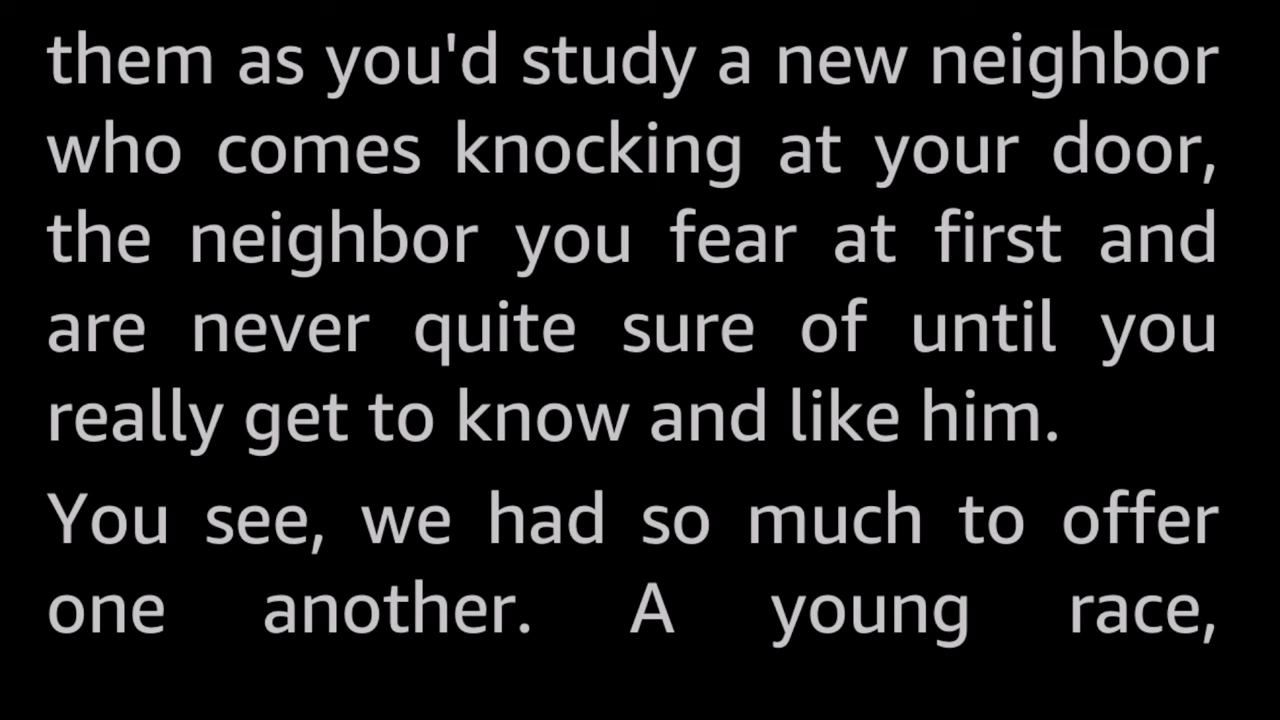 them as you'd study a new neighbor
who comes knocking at your door,
the neighbor you fear at first and
are never quite sure of until you
really get to know and like him.
You see, we had so much to offer
one another. A young race,